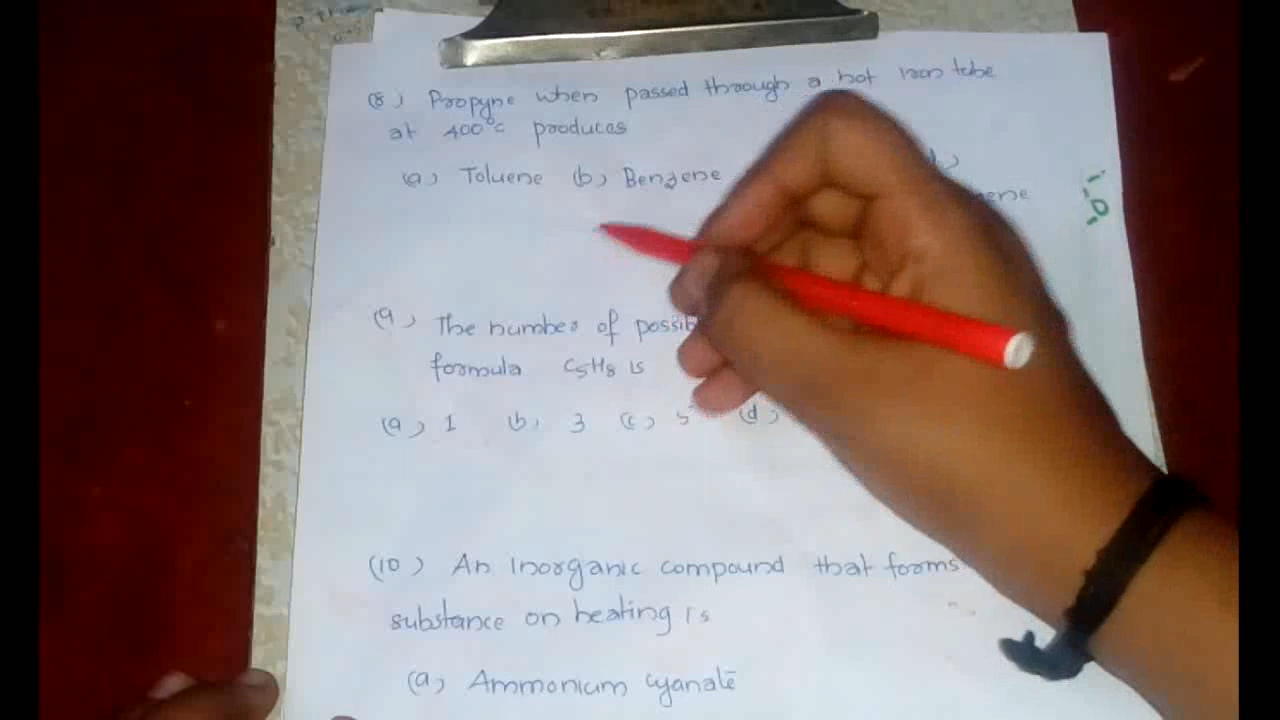 (8) Propyne when passed through a hot iron tube
at 400°C produces
(a) Toluene (b) Benzene
(9) The number of
formula C5H8 is
(a) 1 (b) 3 (c) 5 (d)
(10) An inorganic compound that forms
substance on heating is
(a) Ammonium cyanate